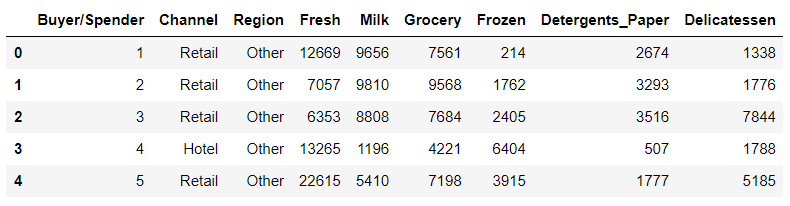 Buyer/Spender Channel Region Fresh Milk Grocery Frozen Detergents_Paper Delicatessen
0 1 Retail Other 12669 9656 7561 214 2674 1338
1 2 Retail Other 7057 9810 9568 1762 3293 1776
2 3 Retail Other 6353 8808 7684 2405 3516 7844
3 4 Hotel Other 13265 1196 4221 6404 507 1788
4 5 Retail Other 22615 5410 7198 3915 1777 5185